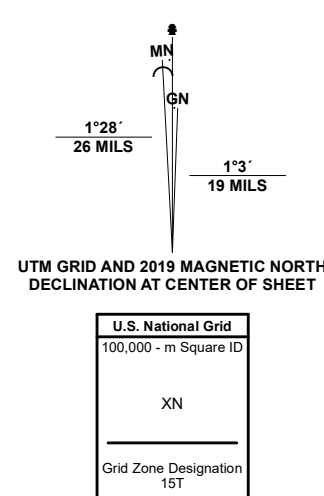 MN
GN
1°28´
26 MILS
1°3´
19 MILS
UTM GRID AND 2019 MAGNETIC NORTH
DECLINATION AT CENTER OF SHEET
U.S. National Grid
100,000 - m Square ID
XN
Grid Zone Designation
15T